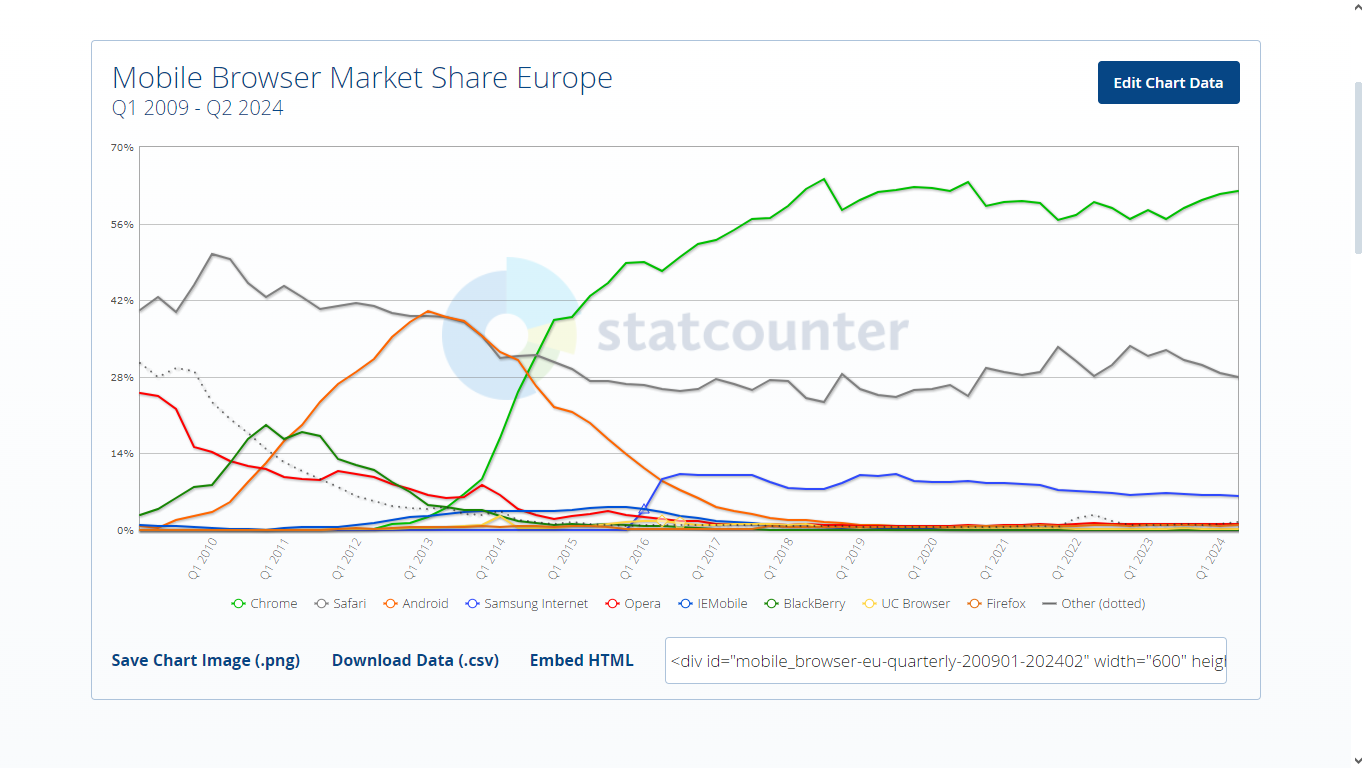 Mobile Browser Market Share Europe
Q1 2009 - Q2 2024
Edit Chart Data
70%
56%
42%
28%
14%
0%
statcounter
Q1 2010
Q1 2011
Q1 2012
Q1 2013
Q1 2014
Q1 2015
Q1 2016
Q1 2017
Q1 2018
Q1 2019
Q1 2020
Q1 2021
Q1 2022
Q1 2023
Q1 2024
Chrome Safari Android Samsung Internet Opera IEMobile BlackBerry UC Browser Firefox Other (dotted)
Save Chart Image (.png) Download Data (.csv) Embed HTML <div id="mobile_browser-eu-quarterly-200901-202402" width="600" heigh